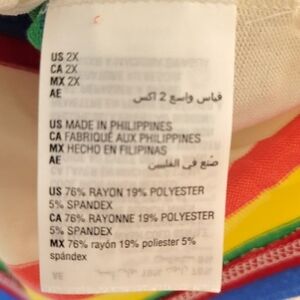 US 2X
CA 2X
MX 2X
AE قياس واسع 2 اكس
US MADE IN PHILIPPINES
CA FABRIQUÉ AUX PHILIPPINES
MX HECHO EN FILIPINAS
AE صنع في الفلبين
US 76% RAYON 19% POLYESTER
5% SPANDEX
CA 76% RAYONNE 19% POLYESTER
5% SPANDEX
MX 76% rayón 19% poliester 5%
spándex